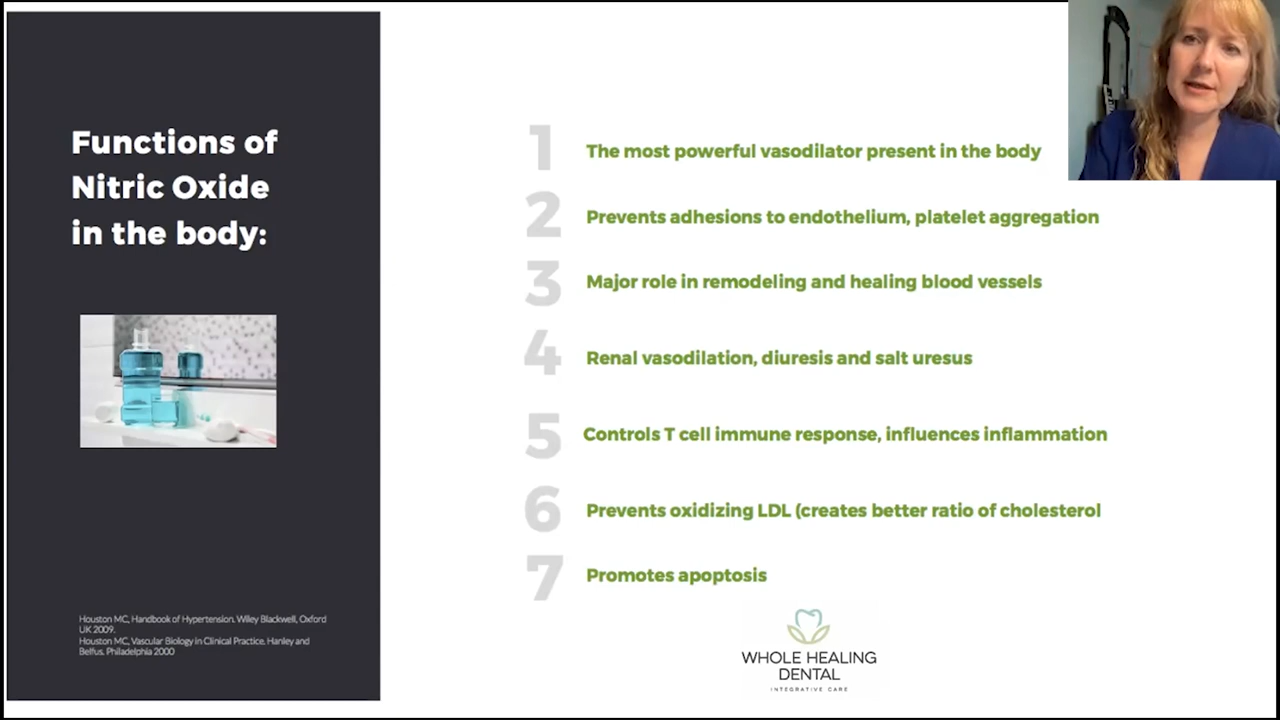 Functions of
Nitric Oxide
in the body:
Houston MC, Handbook of Hypertension. Wiley Blackwell, Oxford
UK 2009.
Houston MC, Vascular Biology in Clinical Practice. Hanley and
Belfus. Philadelphia 2000
1 The most powerful vasodilator present in the body
2 Prevents adhesions to endothelium, platelet aggregation
3 Major role in remodeling and healing blood vessels
4 Renal vasodilation, diuresis and salt uresus
5 Controls T cell immune response, influences inflammation
6 Prevents oxidizing LDL (creates better ratio of cholesterol
7 Promotes apoptosis
WHOLE HEALING
DENTAL
INTEGRATIVE CARE